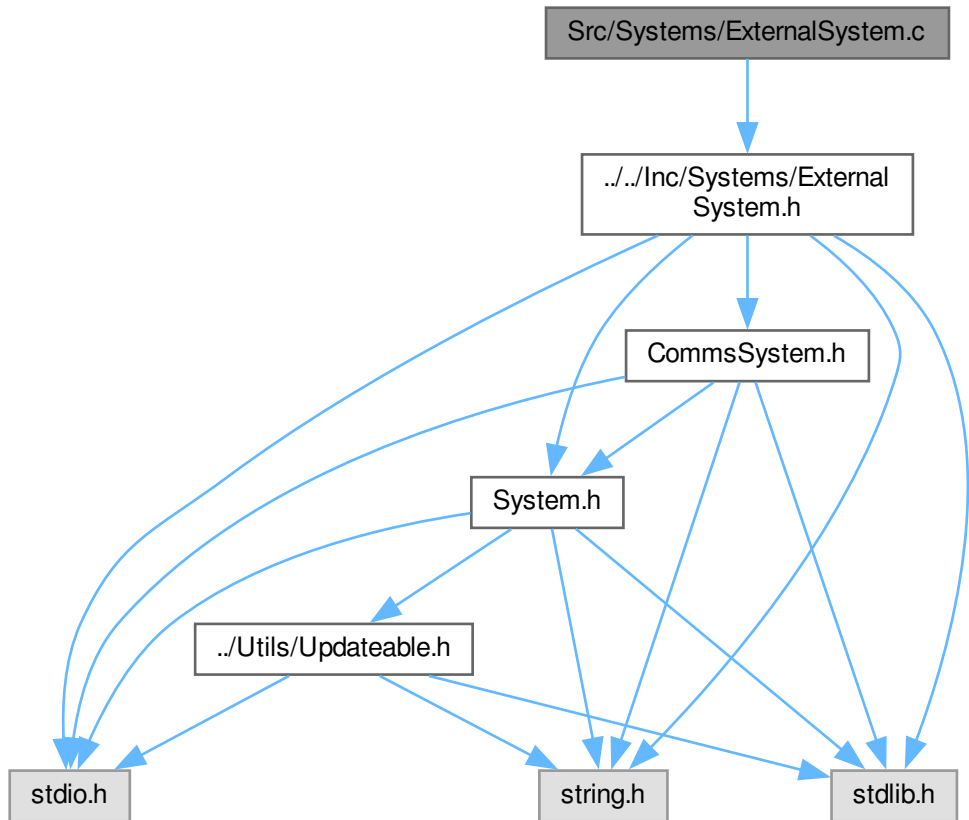 Src/Systems/ExternalSystem.c
../../Inc/Systems/External
System.h
CommsSystem.h
System.h
../Utils/Updateable.h
stdio.h
string.h
stdlib.h